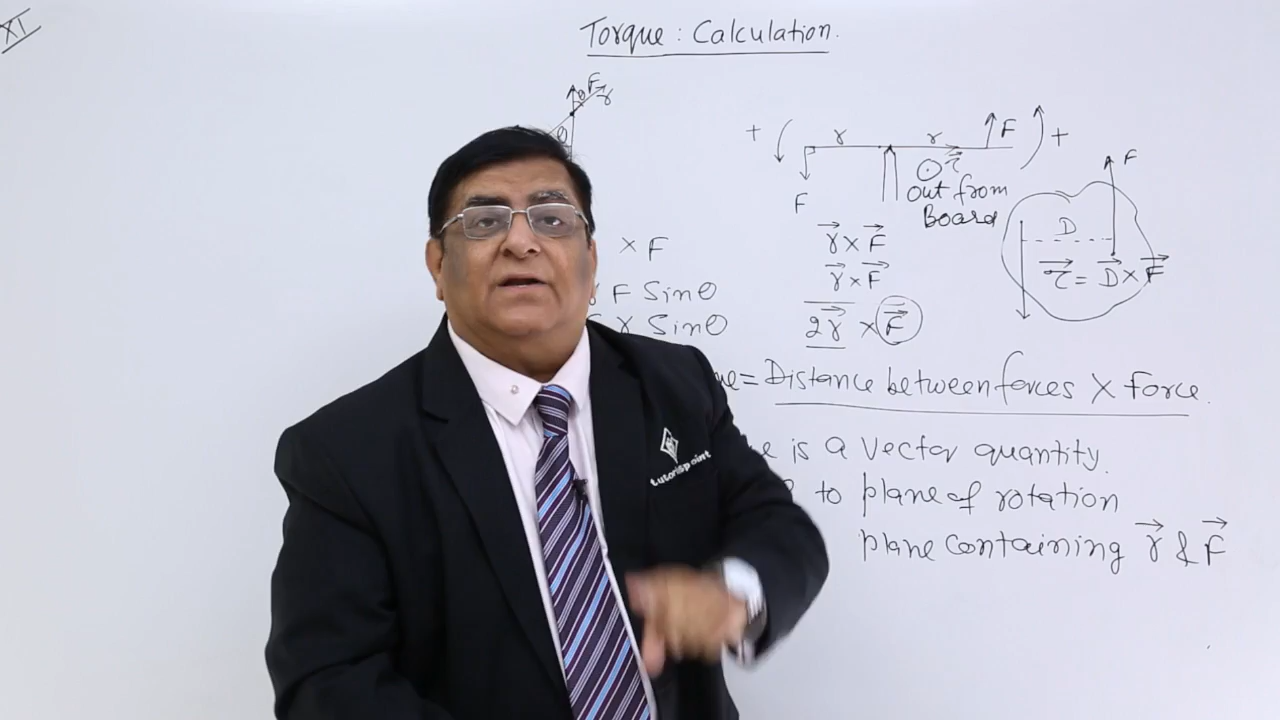 XI
Torque : Calculation.
θ F r
θ
+ r r F +
F
τ
Out from
Board
F
D
τ = D × F
r × F
r × F
2r × F
× F
F Sinθ
r Sinθ
= Distance between forces × Force.
is a Vector quantity.
to plane of rotation
plane containing r & F
tutorialspoint